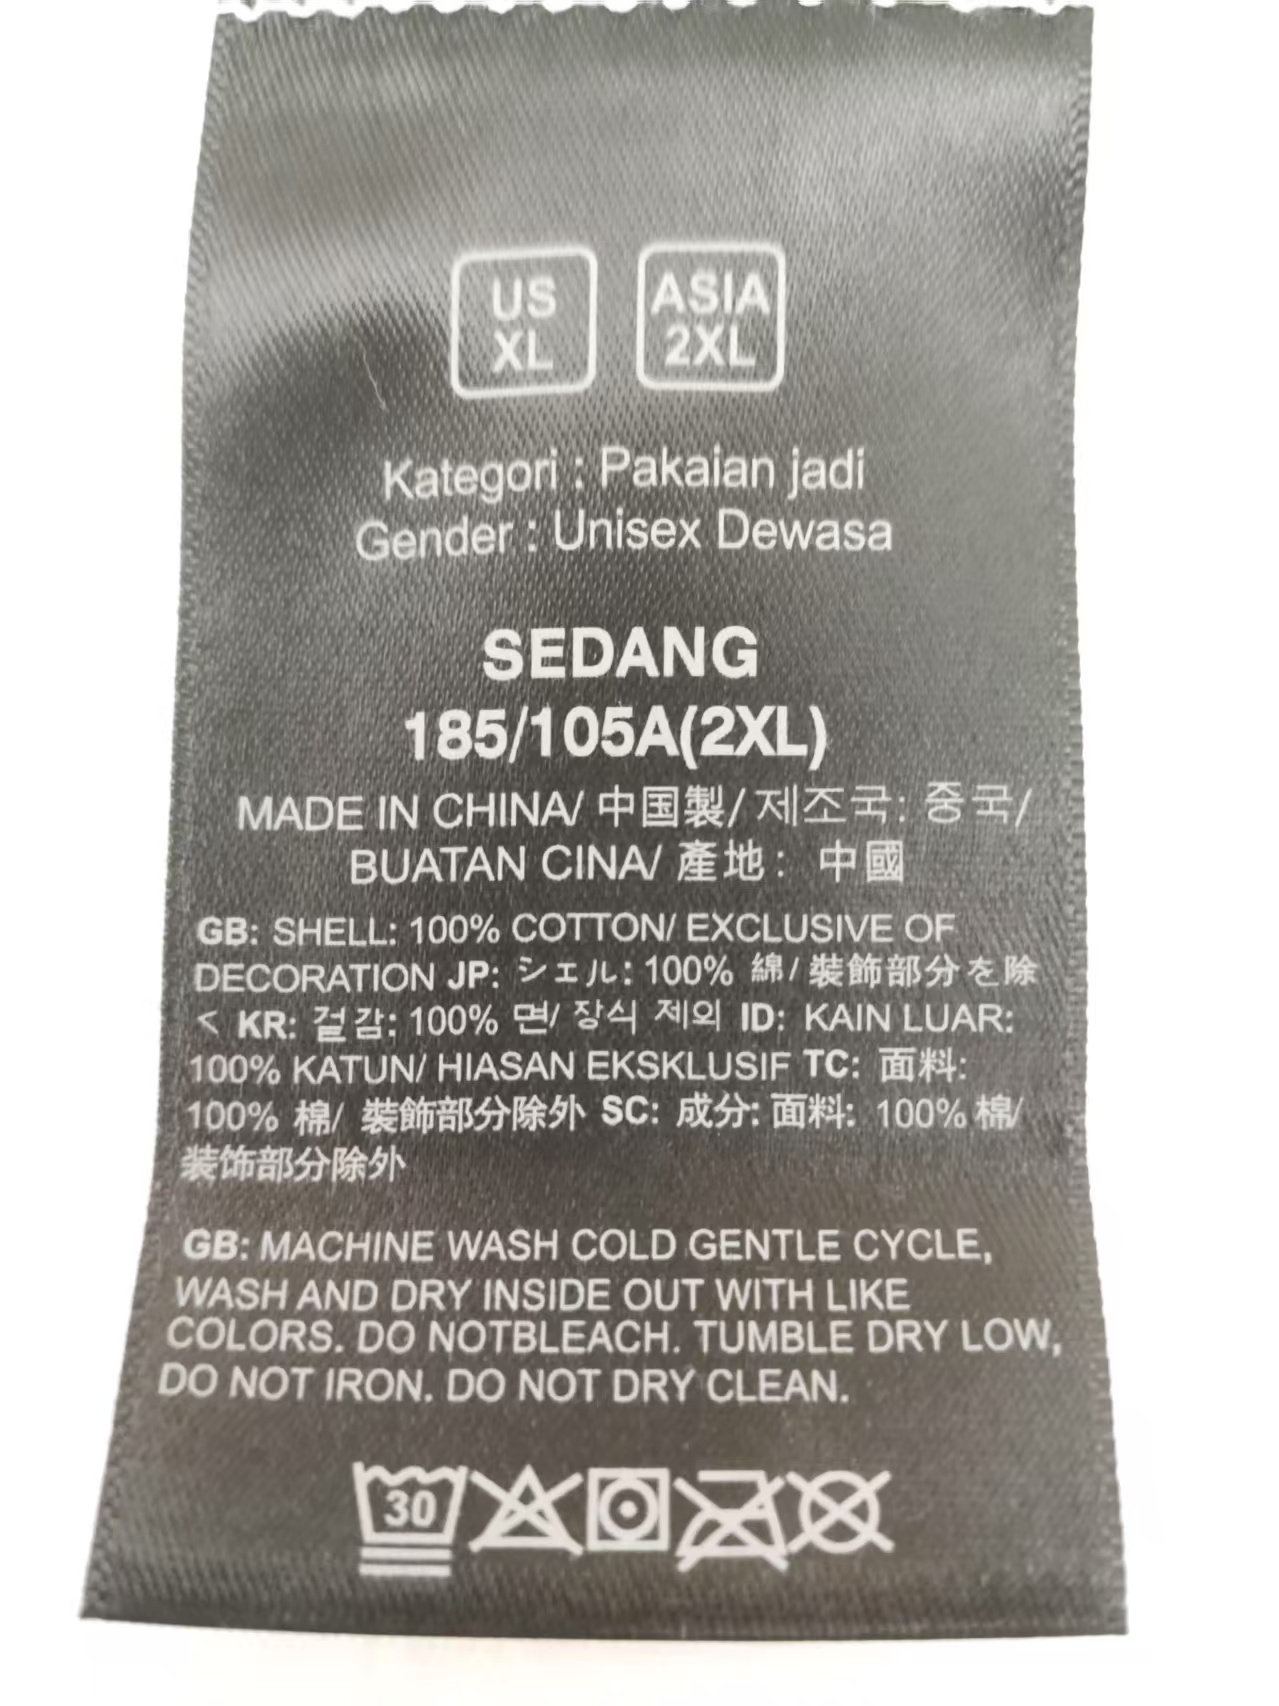 US
XL
ASIA
2XL
Kategori : Pakaian jadi
Gender : Unisex Dewasa
SEDANG
185/105A(2XL)
MADE IN CHINA/ 中国製/ 제조국: 중국/
BUATAN CINA/ 產地: 中國
GB: SHELL: 100% COTTON/ EXCLUSIVE OF
DECORATION JP: シェル: 100% 綿/ 装飾部分を除
く KR: 겉감: 100% 면/ 장식 제외 ID: KAIN LUAR:
100% KATUN/ HIASAN EKSKLUSIF TC: 面料:
100% 棉/ 裝飾部分除外 SC: 成分: 面料: 100% 棉/
装饰部分除外
GB: MACHINE WASH COLD GENTLE CYCLE,
WASH AND DRY INSIDE OUT WITH LIKE
COLORS. DO NOTBLEACH. TUMBLE DRY LOW,
DO NOT IRON. DO NOT DRY CLEAN.
30